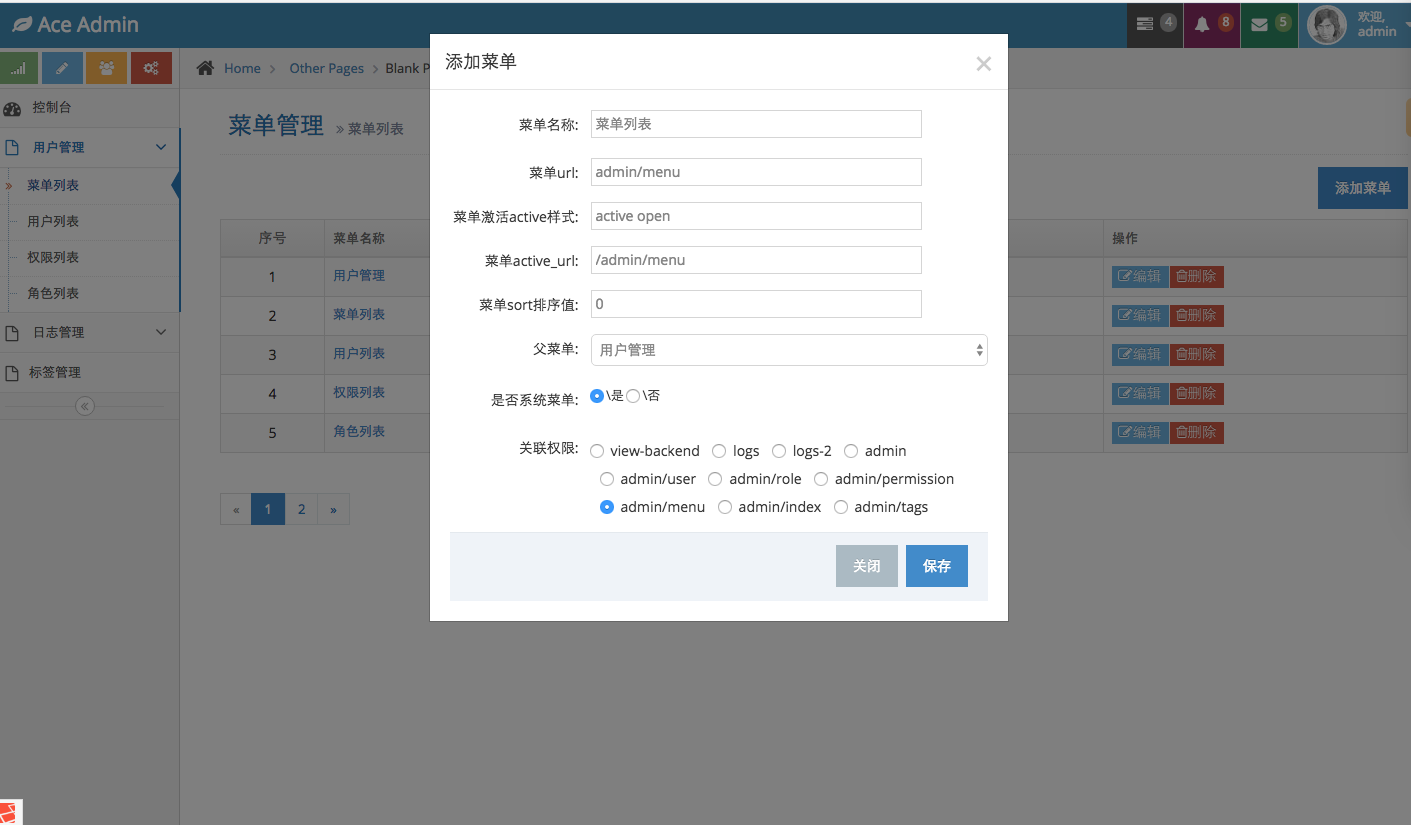 Ace Admin
4
8
5
欢迎,
admin
Home
Other Pages
Blank P
控制台
用户管理
菜单列表
用户列表
权限列表
角色列表
日志管理
标签管理
菜单管理 » 菜单列表
添加菜单
序号 菜单名称 操作
1 用户管理 编辑 删除
2 菜单列表 编辑 删除
3 用户列表 编辑 删除
4 权限列表 编辑 删除
5 角色列表 编辑 删除
« 1 2 »
添加菜单 ×
菜单名称: 菜单列表
菜单url: admin/menu
菜单激活active样式: active open
菜单active_url: /admin/menu
菜单sort排序值: 0
父菜单: 用户管理
是否系统菜单: \是 \否
关联权限: view-backend logs logs-2 admin
admin/user admin/role admin/permission
admin/menu admin/index admin/tags
关闭 保存